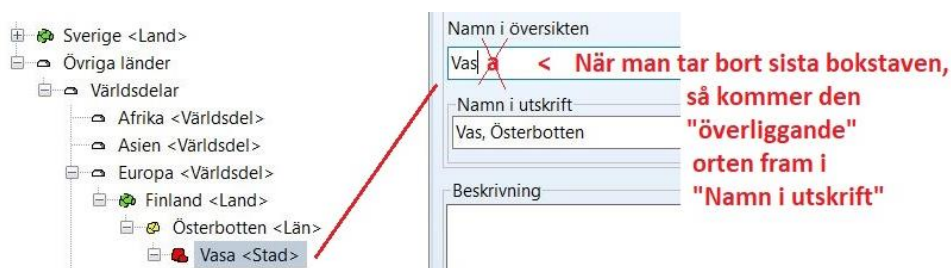 Sverige <Land>
Övriga länder
Världsdelar
Afrika <Världsdel>
Asien <Världsdel>
Europa <Världsdel>
Finland <Land>
Österbotten <Län>
Vasa <Stad>
Namn i översikten
Vas a < När man tar bort sista bokstaven,
så kommer den
"överliggande"
orten fram i
"Namn i utskrift"
Namn i utskrift
Vas, Österbotten
Beskrivning